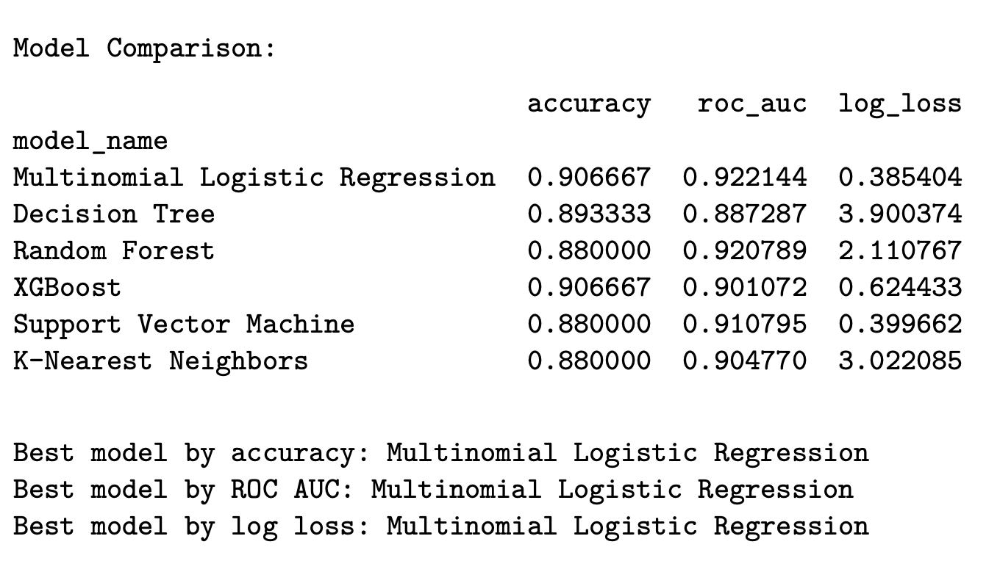 Model Comparison:
accuracy roc_auc log_loss
model_name
Multinomial Logistic Regression 0.906667 0.922144 0.385404
Decision Tree 0.893333 0.887287 3.900374
Random Forest 0.880000 0.920789 2.110767
XGBoost 0.906667 0.901072 0.624433
Support Vector Machine 0.880000 0.910795 0.399662
K-Nearest Neighbors 0.880000 0.904770 3.022085
Best model by accuracy: Multinomial Logistic Regression
Best model by ROC AUC: Multinomial Logistic Regression
Best model by log loss: Multinomial Logistic Regression